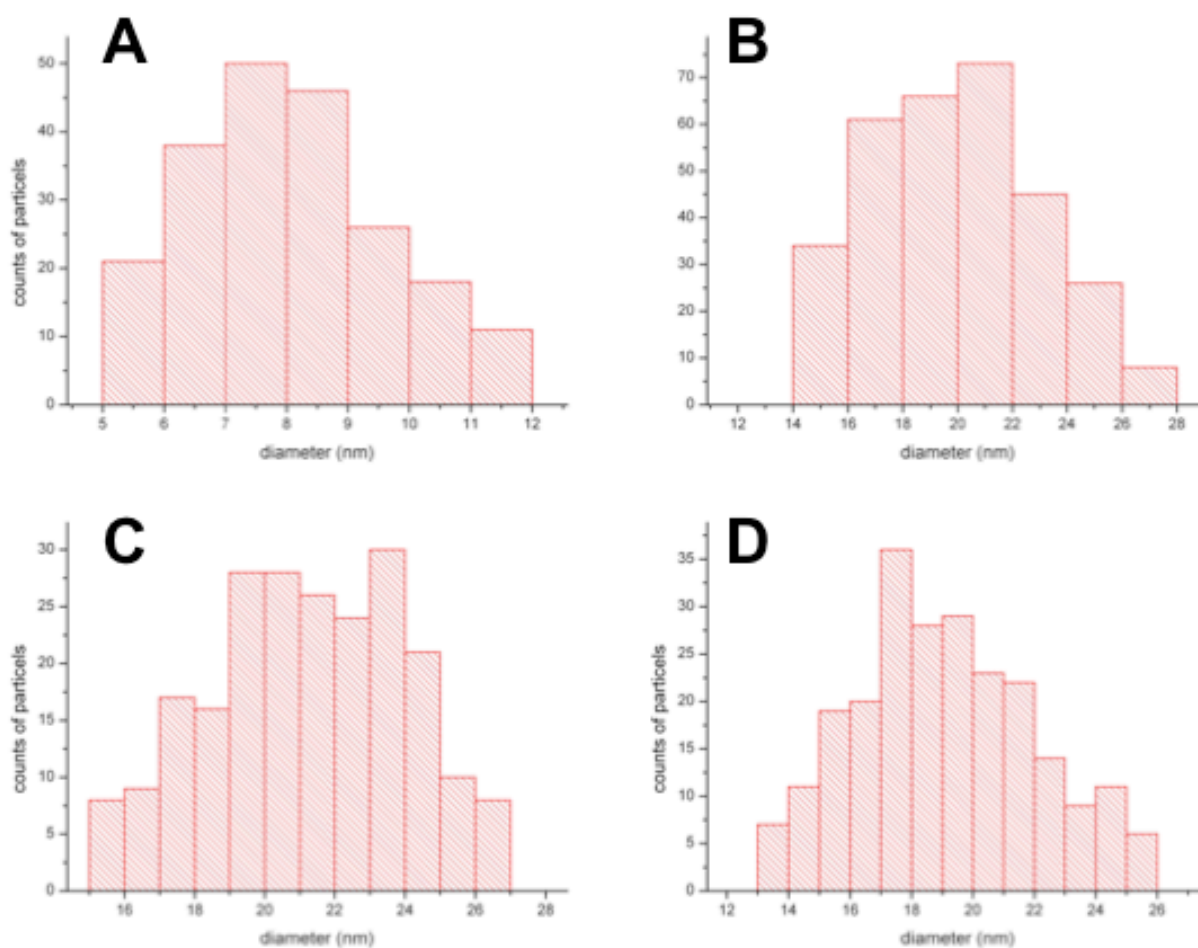 A
50
40
30
20
10
0
counts of particels
5 6 7 8 9 10 11 12
diameter (nm)
B
70
60
50
40
30
20
10
0
12 14 16 18 20 22 24 26 28
diameter (nm)
C
30
25
20
15
10
5
0
counts of particels
16 18 20 22 24 26 28
diameter (nm)
D
35
30
25
20
15
10
5
0
counts of particels
12 14 16 18 20 22 24 26
diameter (nm)